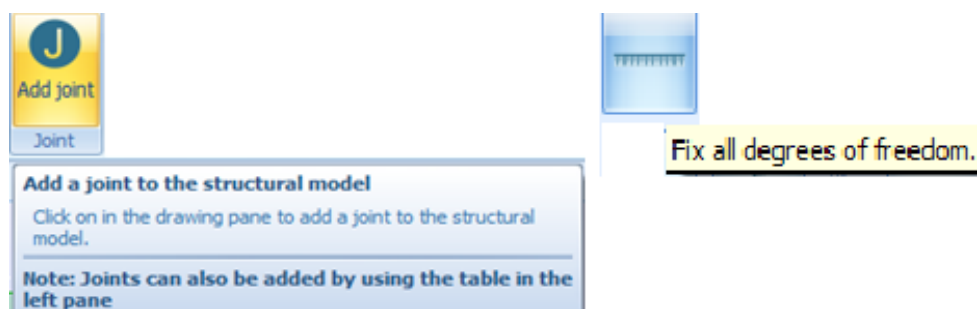 J
Add joint
Joint
Add a joint to the structural model
Click on in the drawing pane to add a joint to the structural
model.
Note: Joints can also be added by using the table in the
left pane
Fix all degrees of freedom.